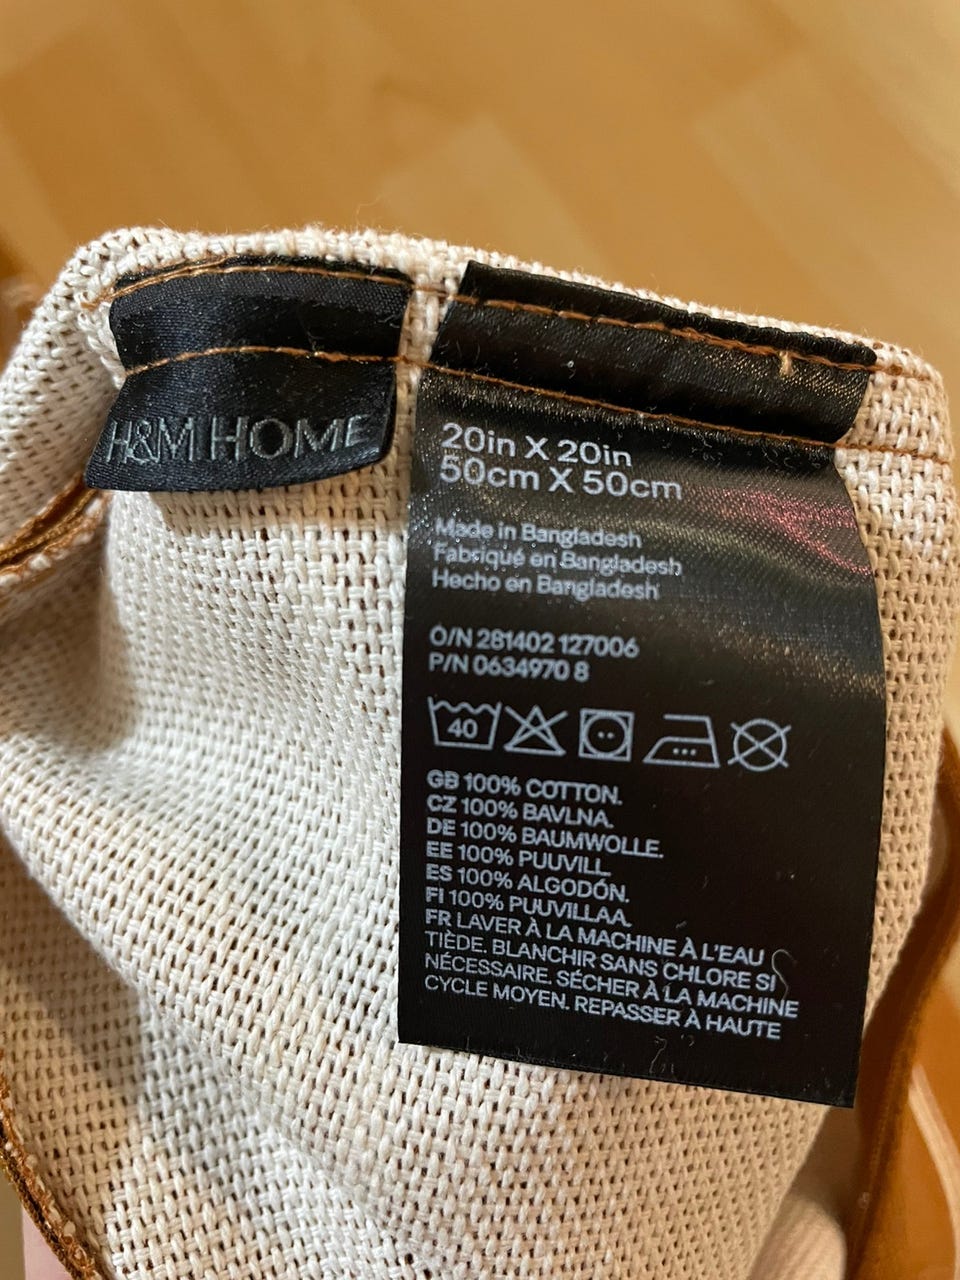 H&M HOME
20in X 20in
50cm X 50cm
Made in Bangladesh
Fabriqué en Bangladesh
Hecho en Bangladesh
O/N 281402 127006
P/N 0634970 8
40
GB 100% COTTON.
CZ 100% BAVLNA.
DE 100% BAUMWOLLE.
EE 100% PUUVILL.
ES 100% ALGODÓN.
FI 100% PUUVILLAA.
FR LAVER À LA MACHINE À L'EAU
TIÈDE. BLANCHIR SANS CHLORE SI
NÉCESSAIRE. SÉCHER À LA MACHINE
CYCLE MOYEN. REPASSER À HAUTE